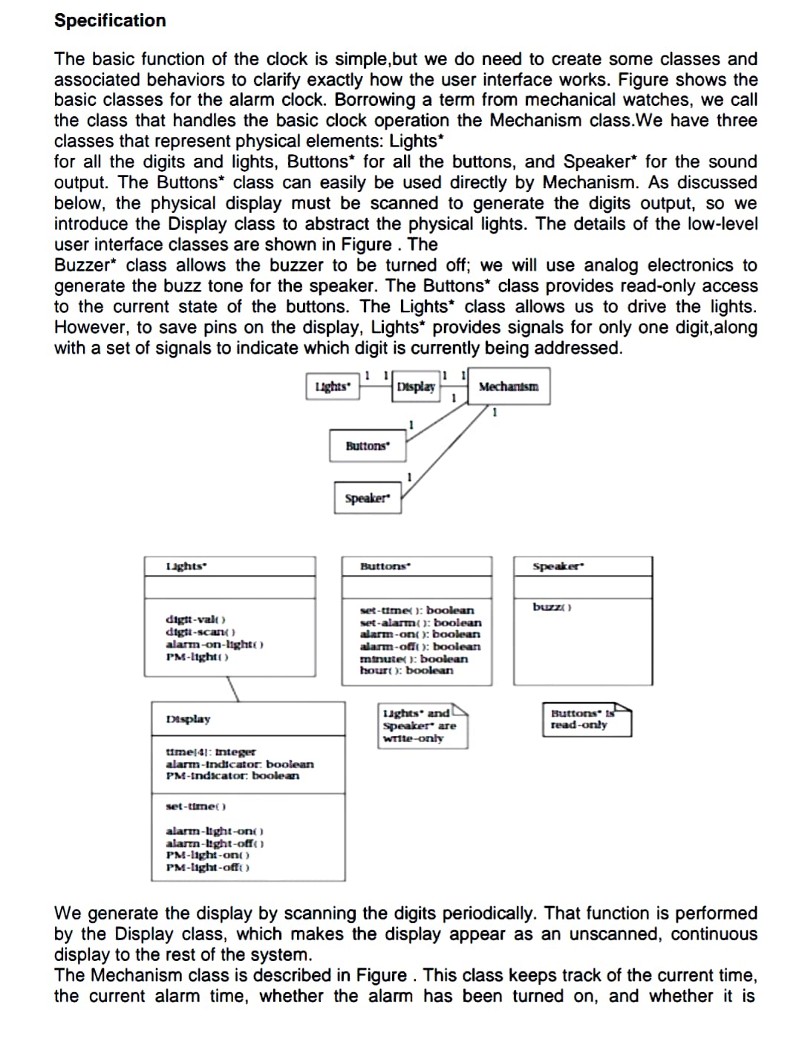 Specification
The basic function of the clock is simple,but we do need to create some classes and
associated behaviors to clarify exactly how the user interface works. Figure shows the
basic classes for the alarm clock. Borrowing a term from mechanical watches, we call
the class that handles the basic clock operation the Mechanism class.We have three
classes that represent physical elements: Lights*
for all the digits and lights, Buttons* for all the buttons, and Speaker* for the sound
output. The Buttons* class can easily be used directly by Mechanism. As discussed
below, the physical display must be scanned to generate the digits output, so we
introduce the Display class to abstract the physical lights. The details of the low-level
user interface classes are shown in Figure . The
Buzzer* class allows the buzzer to be turned off; we will use analog electronics to
generate the buzz tone for the speaker. The Buttons* class provides read-only access
to the current state of the buttons. The Lights* class allows us to drive the lights.
However, to save pins on the display, Lights* provides signals for only one digit,along
with a set of signals to indicate which digit is currently being addressed.
Lights* 1 1 Display 1 1 Mechanism
1
1
1
Buttons*
1
Speaker*
Lights*
digit-val()
digit-scan()
alarm-on-light()
PM-light()
Buttons*
set-time(): boolean
set-alarm(): boolean
alarm-on(): boolean
alarm-off(): boolean
minute(): boolean
hour(): boolean
Speaker*
buzz()
Display
time[4]: integer
alarm-indicator: boolean
PM-indicator: boolean
set-time()
alarm-light-on()
alarm-light-off()
PM-light-on()
PM-light-off()
Lights* and
Speaker* are
write-only
Buttons* is
read-only
We generate the display by scanning the digits periodically. That function is performed
by the Display class, which makes the display appear as an unscanned, continuous
display to the rest of the system.
The Mechanism class is described in Figure . This class keeps track of the current time,
the current alarm time, whether the alarm has been turned on, and whether it is